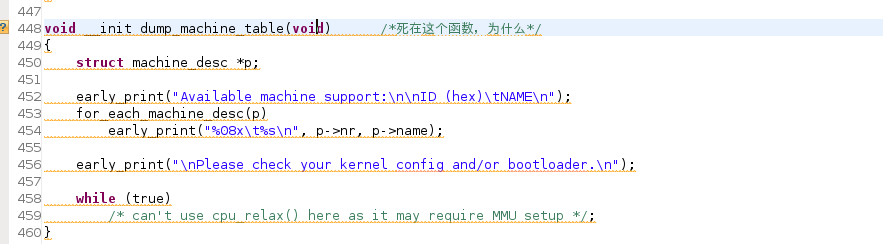 447
448 void __init dump_machine_table(void) /*死在这个函数，为什么*/
449 {
450 struct machine_desc *p;
451
452 early_print("Available machine support:\n\nID (hex)\tNAME\n");
453 for_each_machine_desc(p)
454 early_print("%08x\t%s\n", p->nr, p->name);
455
456 early_print("\nPlease check your kernel config and/or bootloader.\n");
457
458 while (true)
459 /* can't use cpu_relax() here as it may require MMU setup */;
460 }